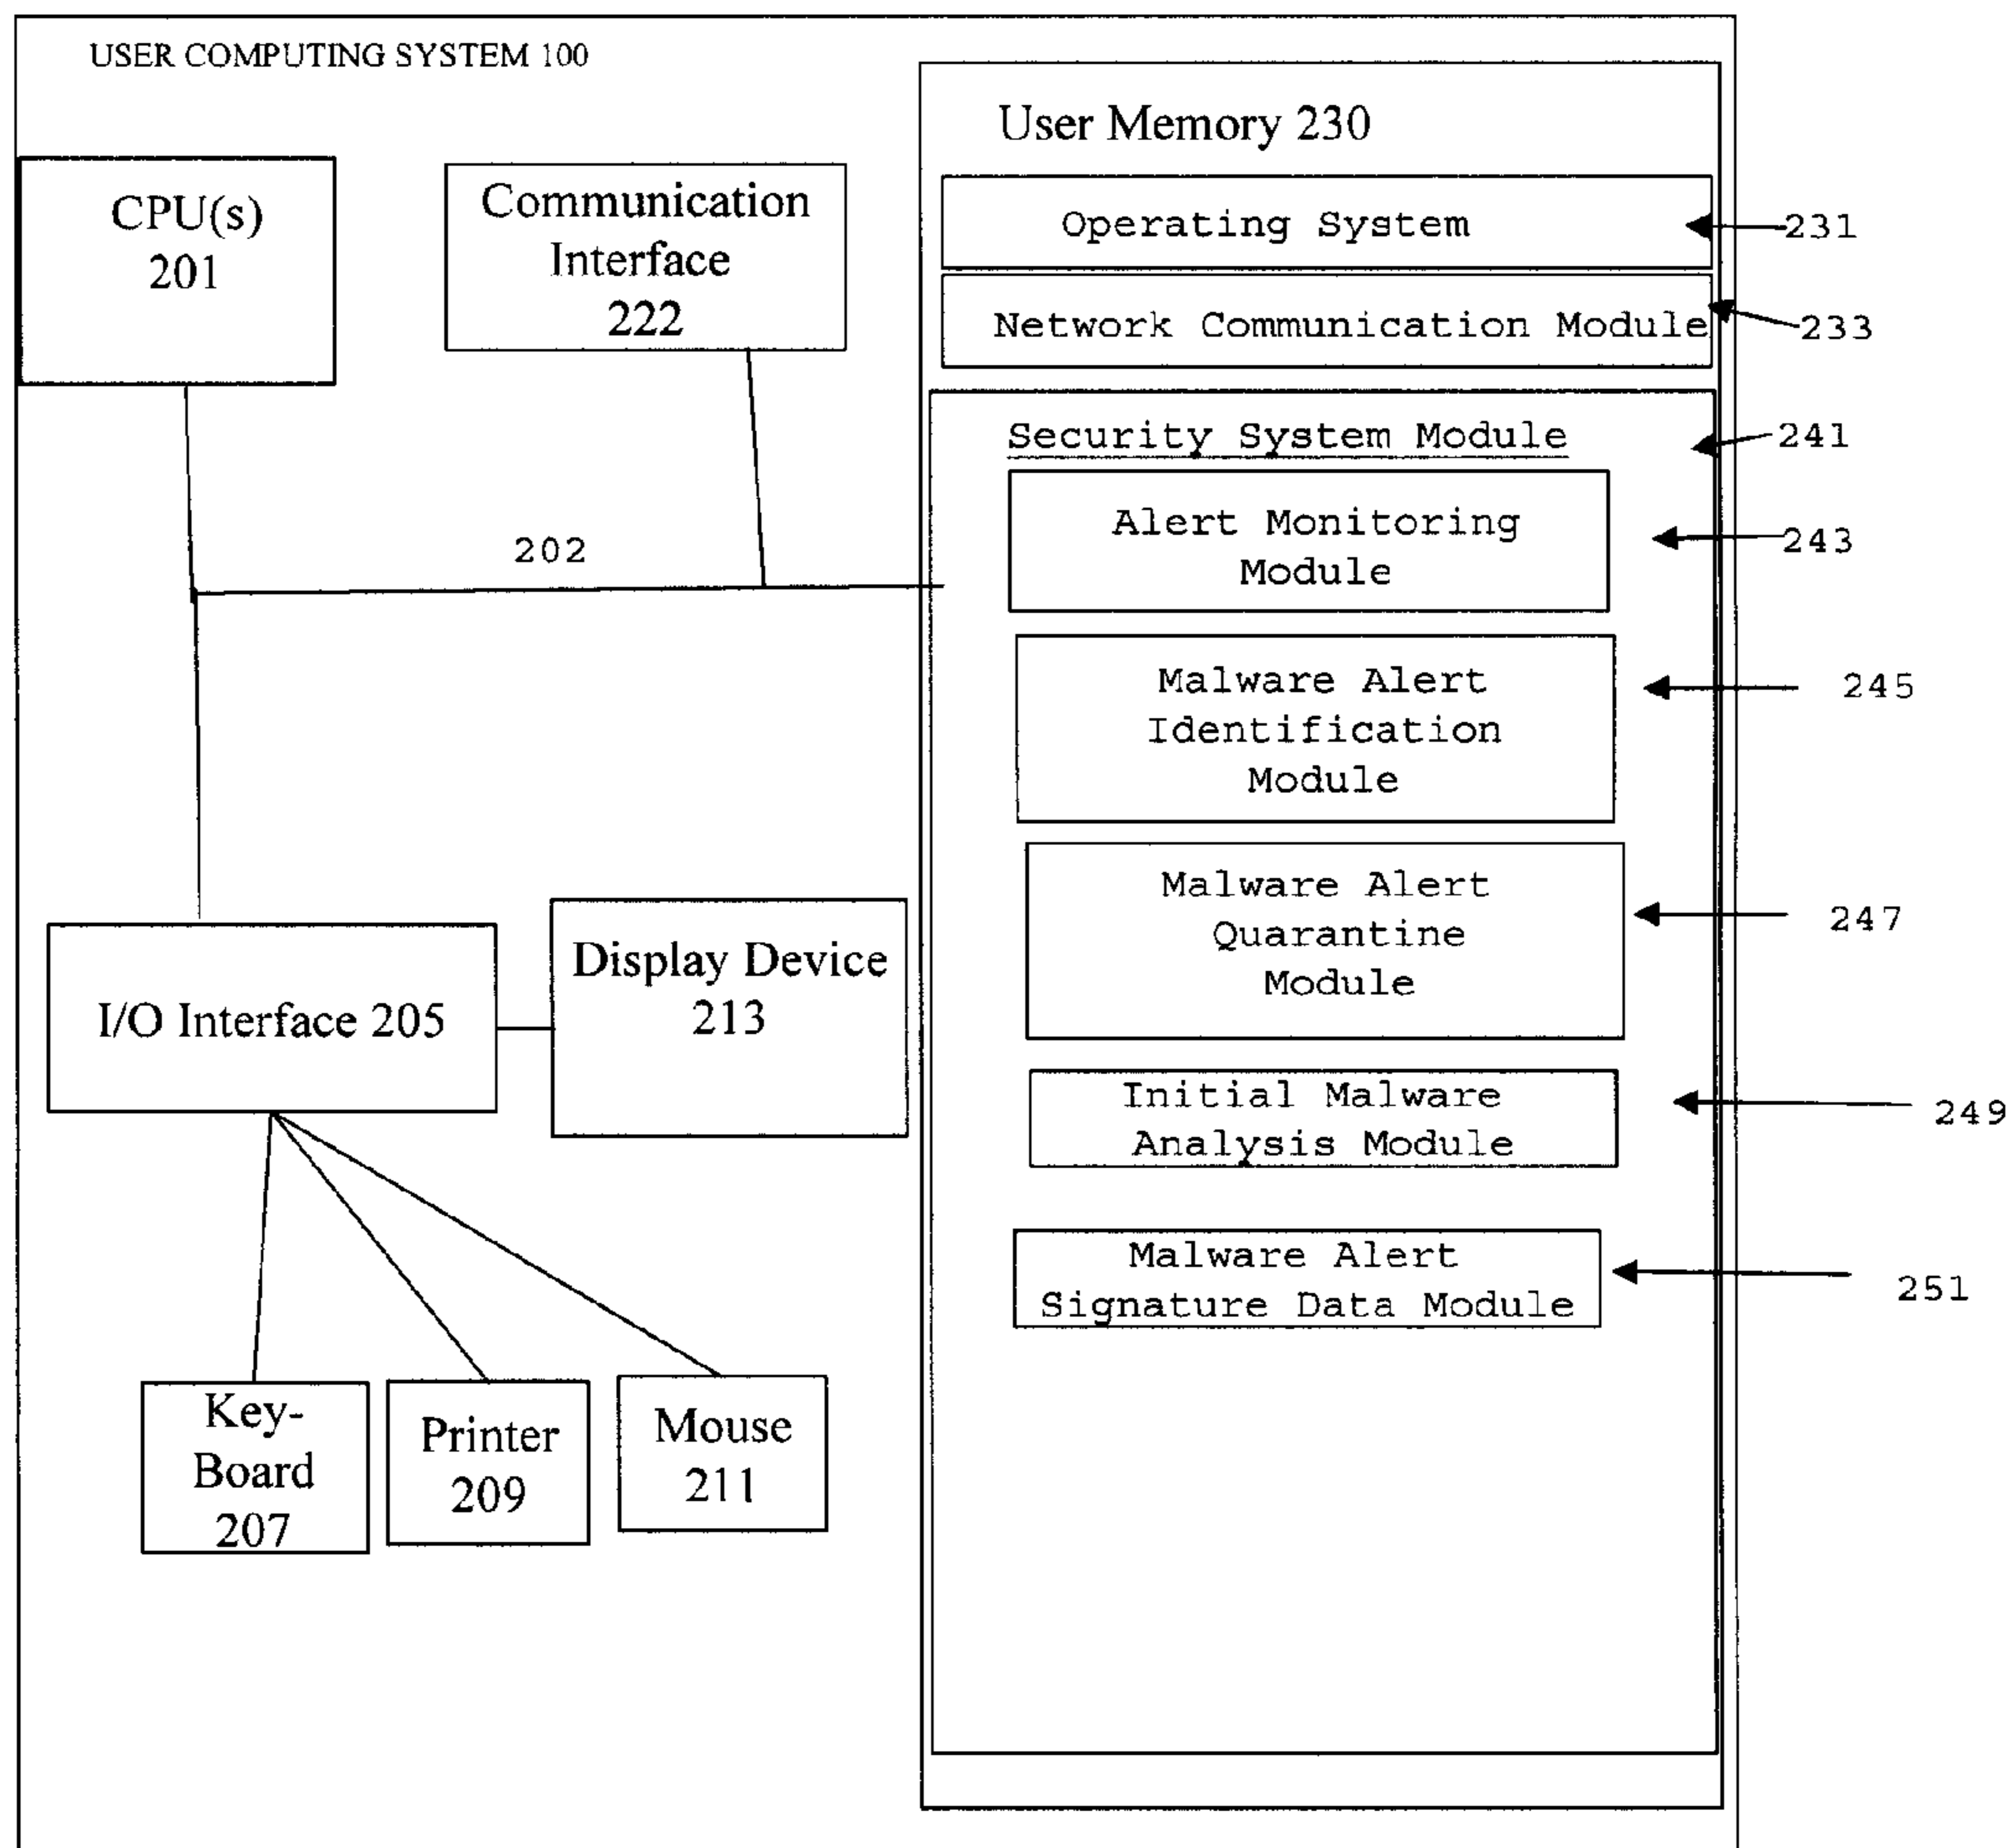 USER COMPUTING SYSTEM 100
CPU(s)
201
Communication
Interface
222
202
User Memory 230
Operating System
231
Network Communication Module
233
Security System Module
241
Alert Monitoring
Module
243
Malware Alert
Identification
Module
245
Malware Alert
Quarantine
Module
247
Initial Malware
Analysis Module
249
Malware Alert
Signature Data Module
251
I/O Interface 205
Display Device
213
Key-
Board
207
Printer
209
Mouse
211